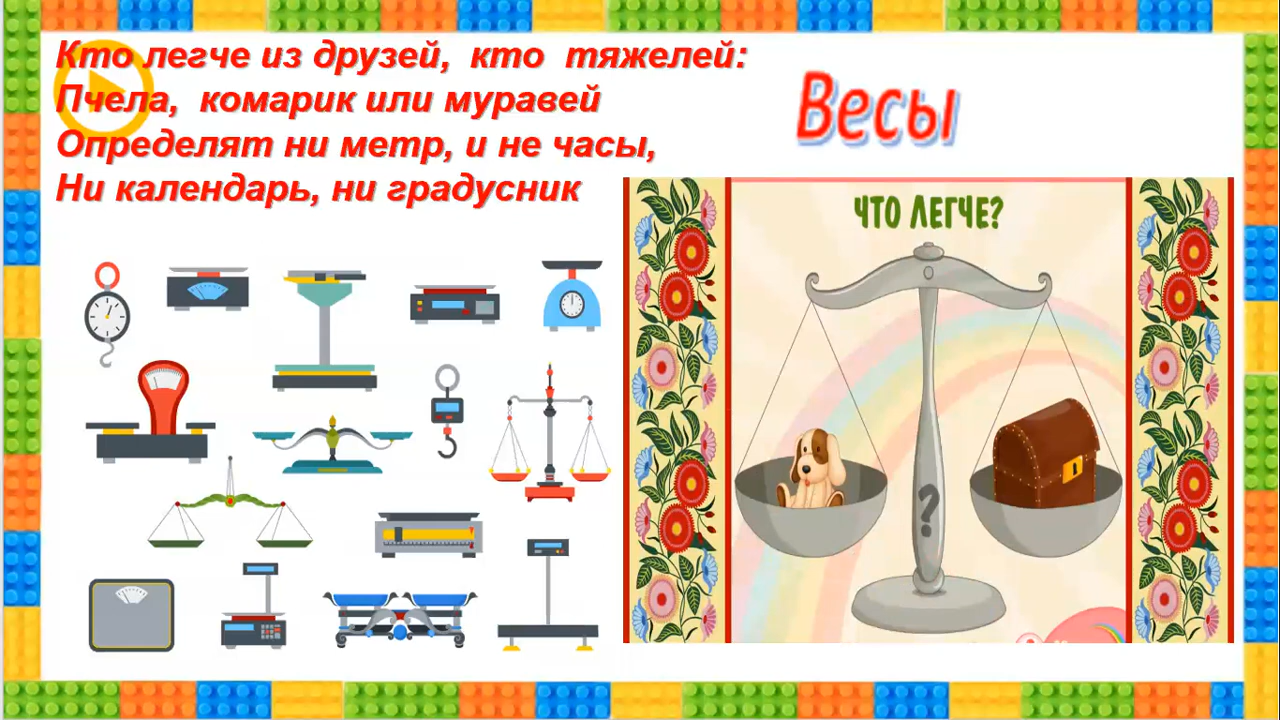 Кто легче из друзей, кто тяжелей:
Пчела, комарик или муравей
Определят ни метр, и не часы,
Ни календарь, ни градусник
Весы
ЧТО ЛЕГЧЕ?
?